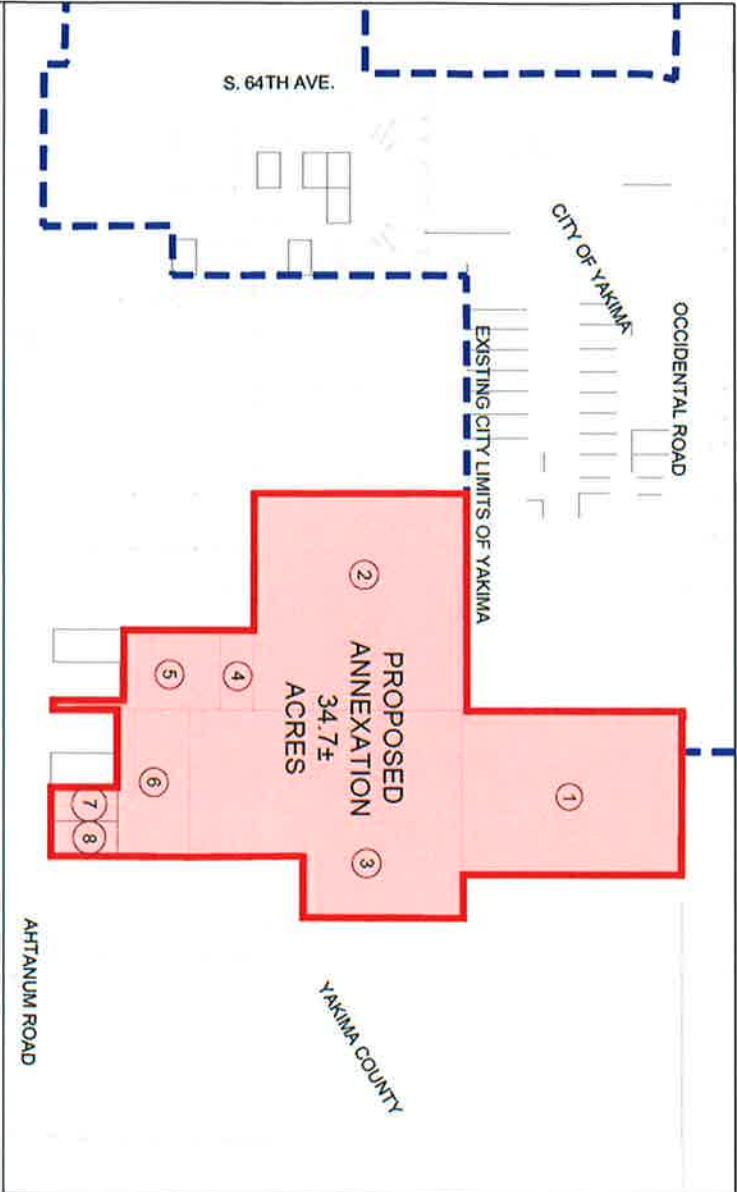 S. 64TH AVE.
CITY OF YAKIMA
OCCIDENTAL ROAD
EXISTING CITY LIMITS OF YAKIMA
PROPOSED
ANNEXATION
34.7±
ACRES
1
2
3
4
5
6
7
8
YAKIMA COUNTY
AHTANUM ROAD